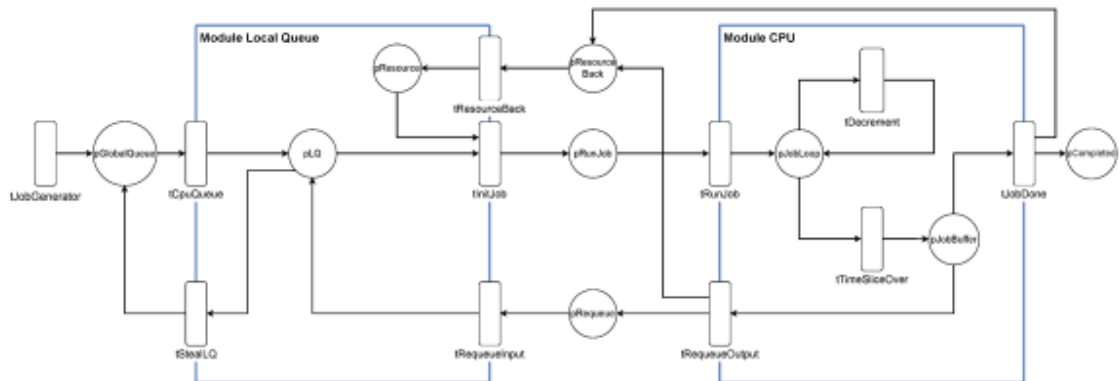 Module Local Queue
Module CPU
pResource
pResource
Back
tResourceBack
tDecrement
pGlobalQueue
pLQ
pRunJob
pJobLoop
pCompleted
tJobGenerator
tCpuQueue
tInitJob
tRunJob
tJobDone
pJobBuffer
tTimeSliceOver
pRequeue
tStealLQ
tRequeueInput
tRequeueOutput